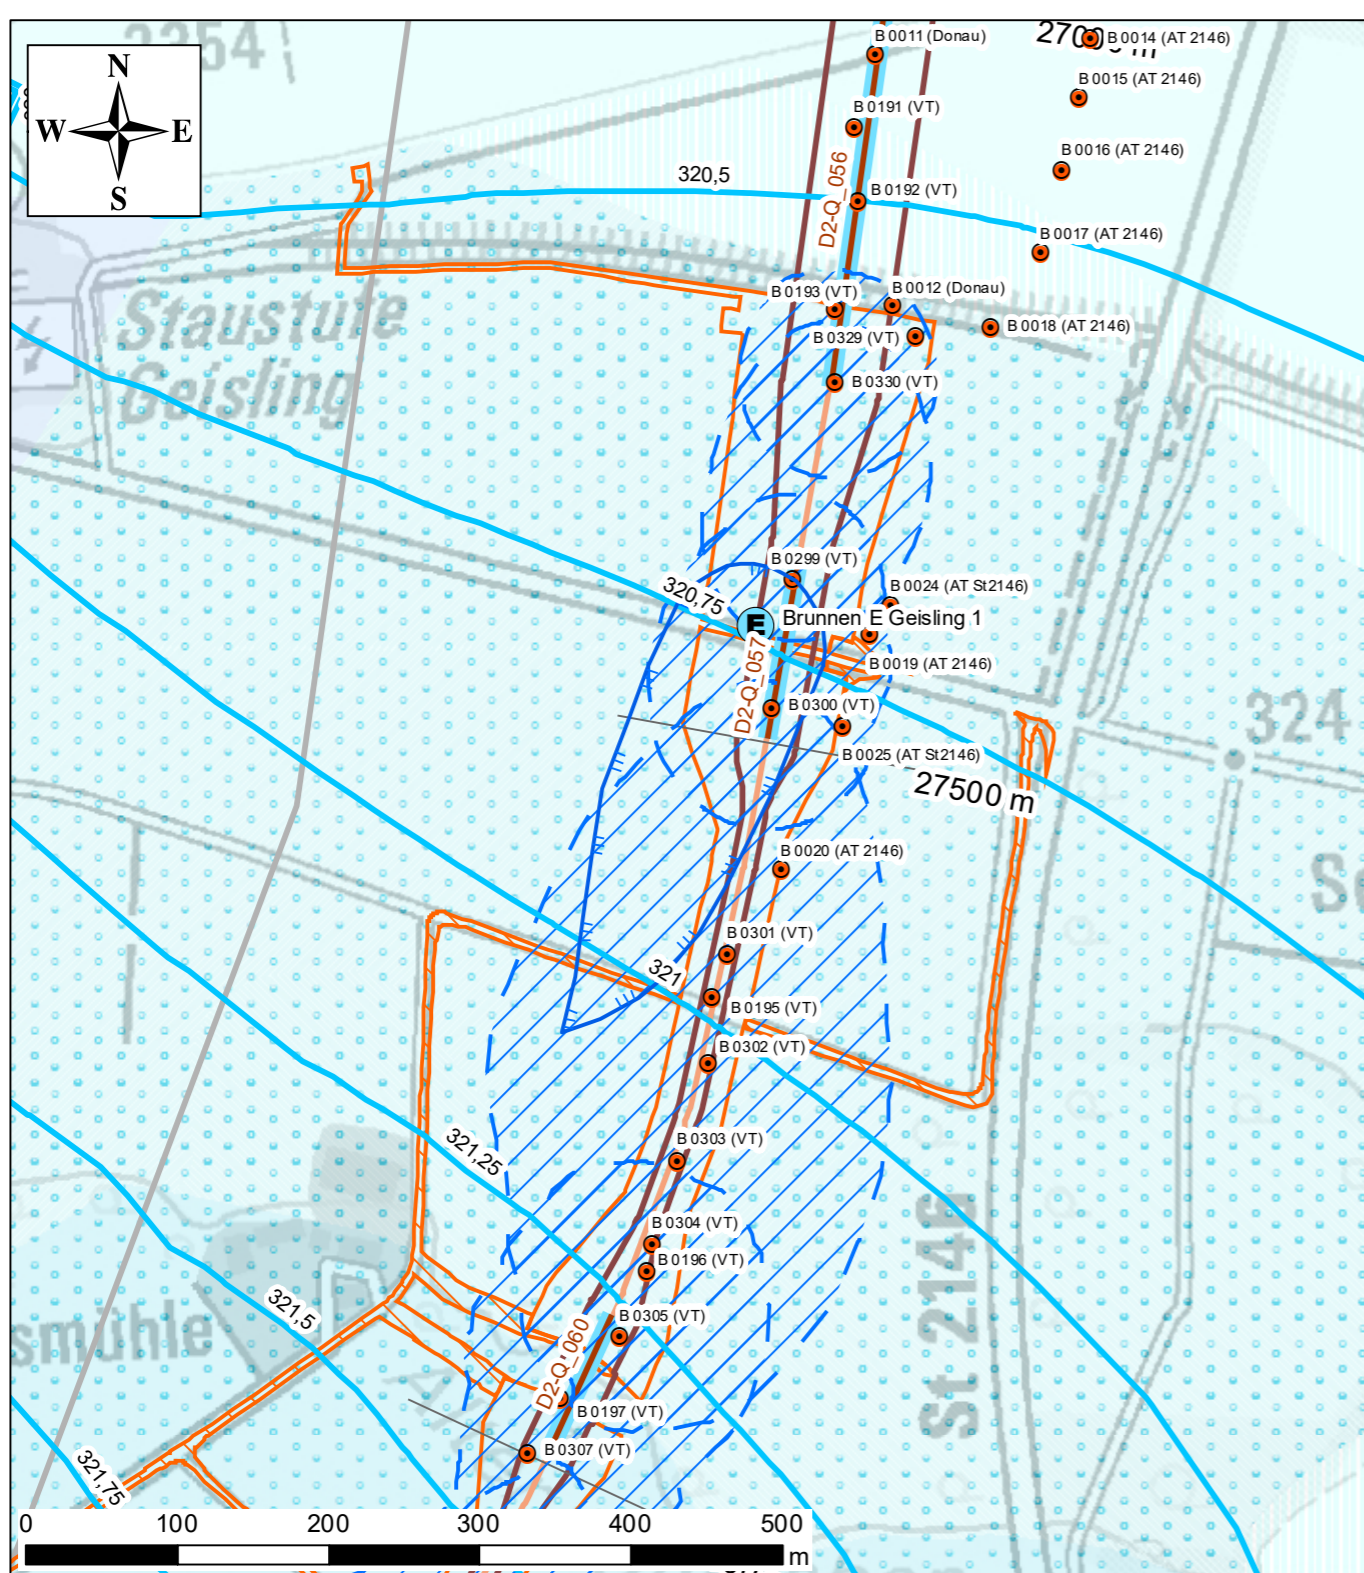 2354
N
W E
S
B 0011 (Donau)
B 0014 (AT 2146)
B 0015 (AT 2146)
B 0191 (VT)
B 0016 (AT 2146)
320,5
D2-Q_056
B 0192 (VT)
B 0017 (AT 2146)
B 0193 (VT)
B 0012 (Donau)
Staustufe
Geisling
B 0329 (VT)
B 0018 (AT 2146)
B 0330 (VT)
B 0299 (VT)
320,75
B 0024 (AT St2146)
E
Brunnen E Geisling 1
D2-Q_057
B 0019 (AT 2146)
B 0300 (VT)
324
B 0025 (AT St2146)
27500 m
B 0020 (AT 2146)
B 0301 (VT)
321
B 0195 (VT)
B 0302 (VT)
321,25
B 0303 (VT)
B 0304 (VT)
St 2146
B 0196 (VT)
321,5
smühle
B 0305 (VT)
D2-Q_060
B 0197 (VT)
B 0307 (VT)
321,75
0 100 200 300 400 500
m